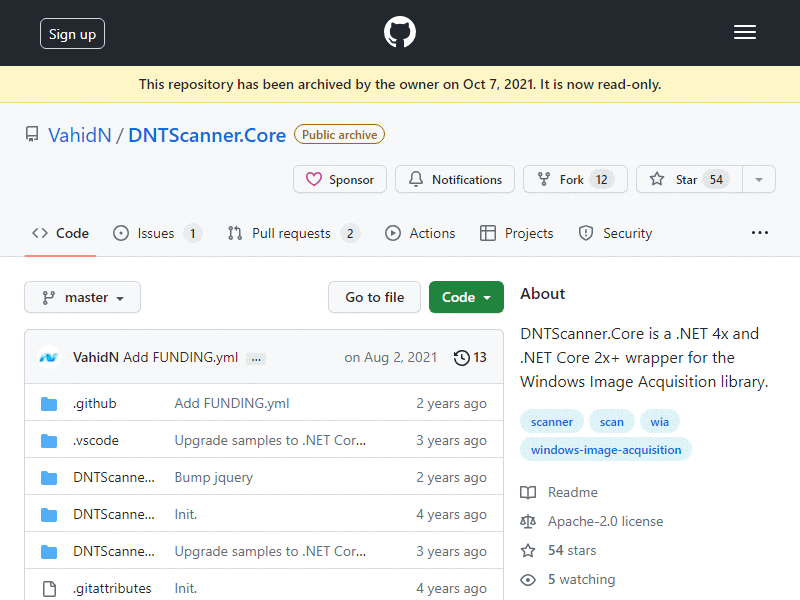 Sign up
This repository has been archived by the owner on Oct 7, 2021. It is now read-only.
VahidN / DNTScanner.Core Public archive
Sponsor Notifications Fork 12 Star 54
Code Issues 1 Pull requests 2 Actions Projects Security ...
master Go to file Code
VahidN Add FUNDING.yml ... on Aug 2, 2021 13
.github Add FUNDING.yml 2 years ago
.vscode Upgrade samples to .NET Cor... 3 years ago
DNTScanne... Bump jquery 2 years ago
DNTScanne... Init. 4 years ago
DNTScanne... Upgrade samples to .NET Cor... 3 years ago
.gitattributes Init. 4 years ago
About
DNTScanner.Core is a .NET 4x and
.NET Core 2x+ wrapper for the
Windows Image Acquisition library.
scanner scan wia
windows-image-acquisition
Readme
Apache-2.0 license
54 stars
5 watching